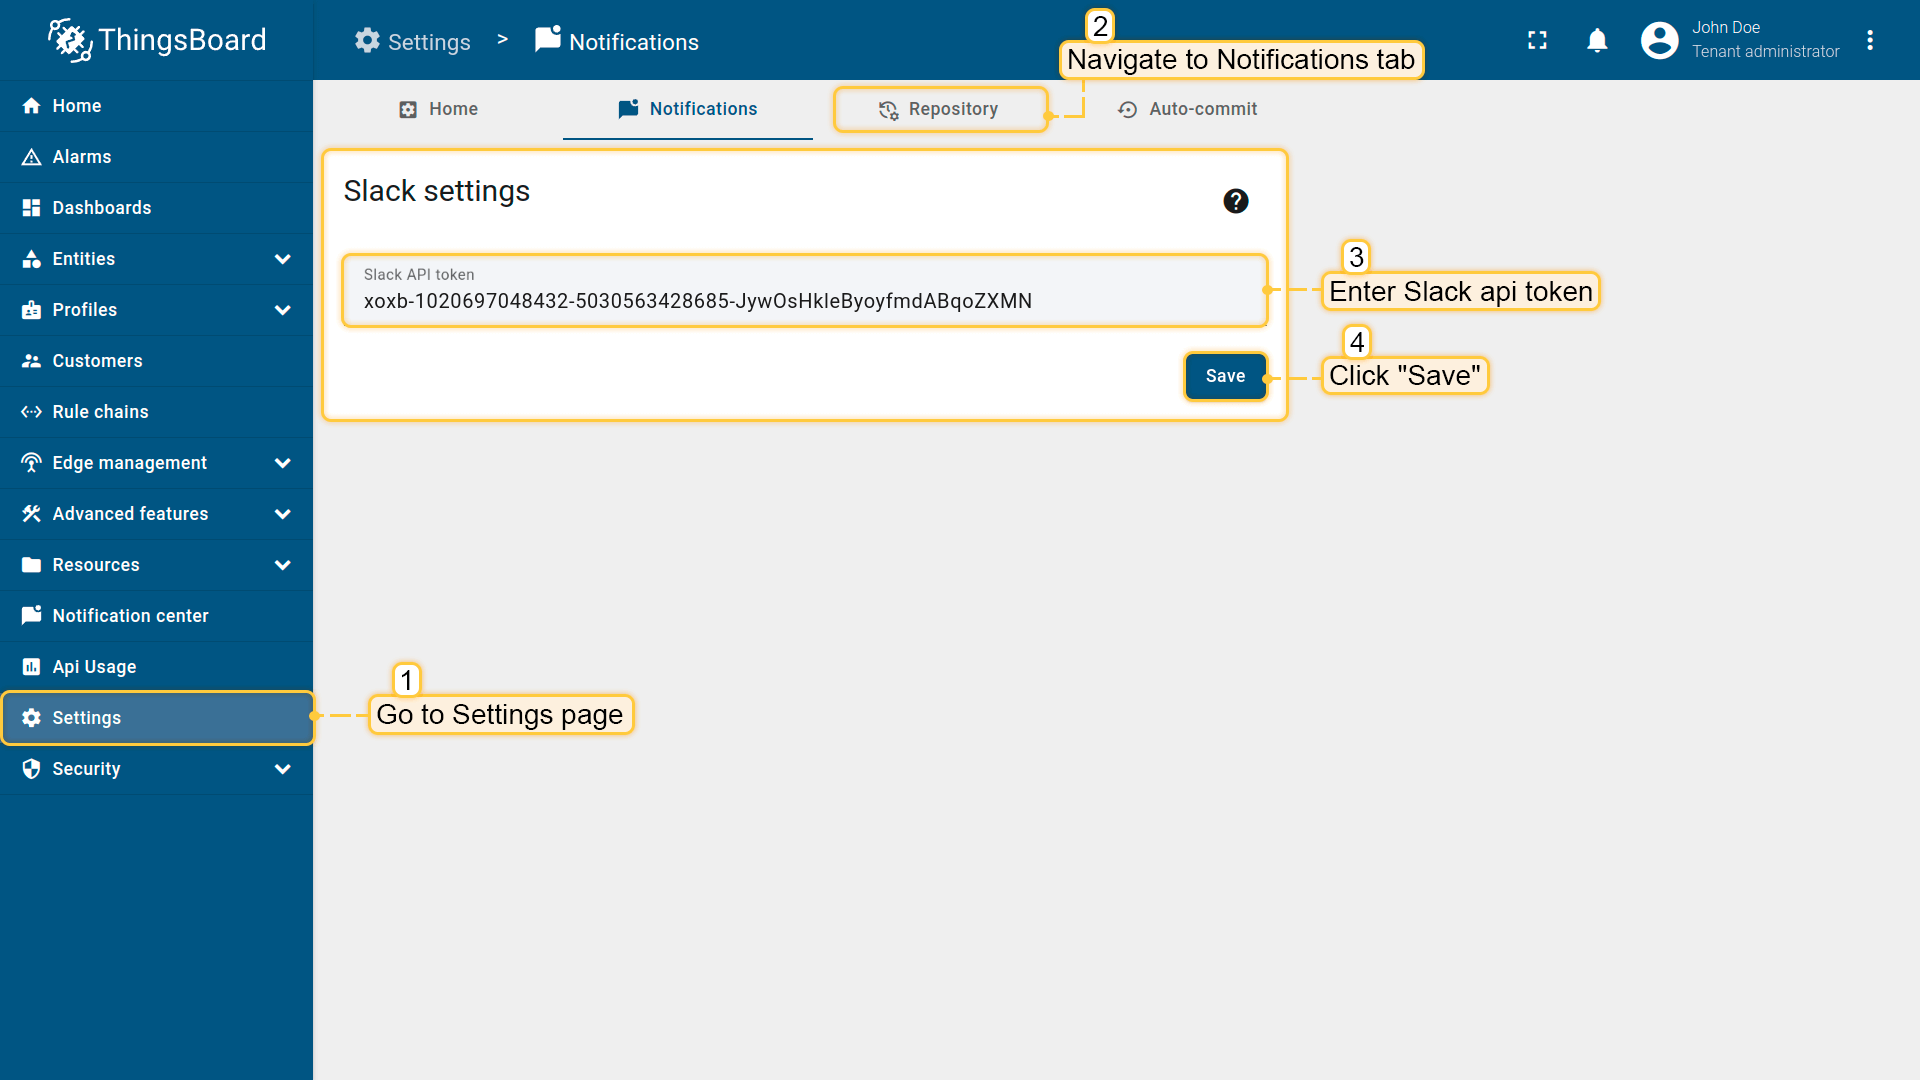 ThingsBoard
Settings > Notifications
2
Navigate to Notifications tab
John Doe
Tenant administrator
Home
Alarms
Dashboards
Entities
Profiles
Customers
Rule chains
Edge management
Advanced features
Resources
Notification center
Api Usage
Settings
Security
Home
Notifications
Repository
Auto-commit
Slack settings
Slack API token
xoxb-1020697048432-5030563428685-JywOsHkleByoyfmdABqoZXMN
Save
3
Enter Slack api token
4
Click "Save"
1
Go to Settings page